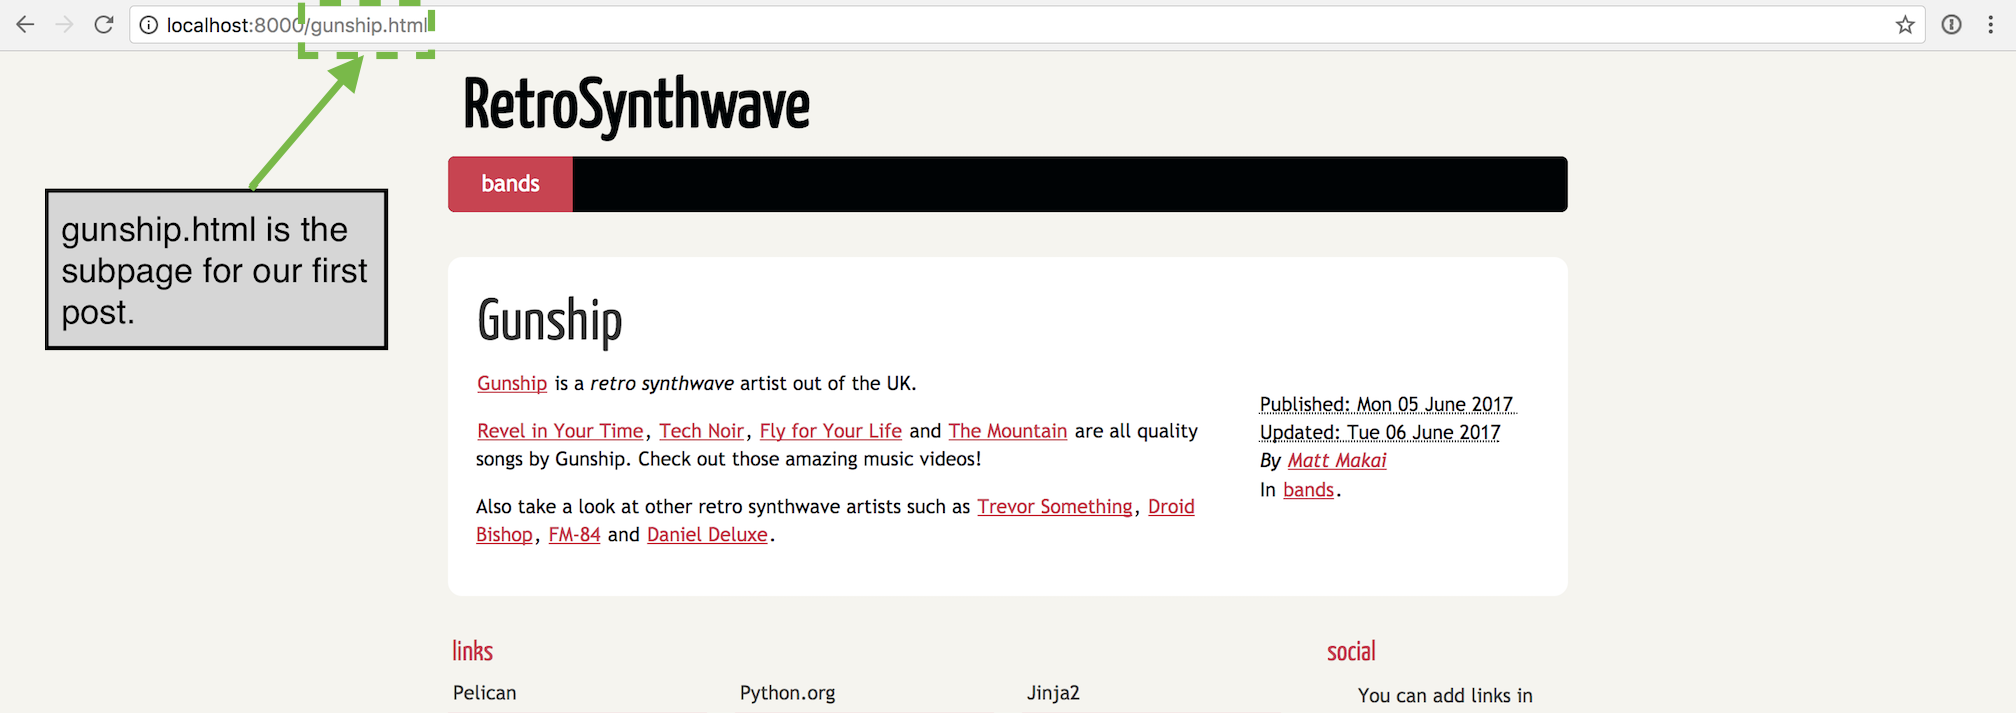 localhost:8000/gunship.html
RetroSynthwave
bands
gunship.html is the
subpage for our first
post.
Gunship
Gunship is a retro synthwave artist out of the UK.
Revel in Your Time, Tech Noir, Fly for Your Life and The Mountain are all quality
songs by Gunship. Check out those amazing music videos!
Also take a look at other retro synthwave artists such as Trevor Something, Droid
Bishop, FM-84 and Daniel Deluxe.
Published: Mon 05 June 2017
Updated: Tue 06 June 2017
By Matt Makai
In bands.
links
Pelican
Python.org
Jinja2
social
You can add links in